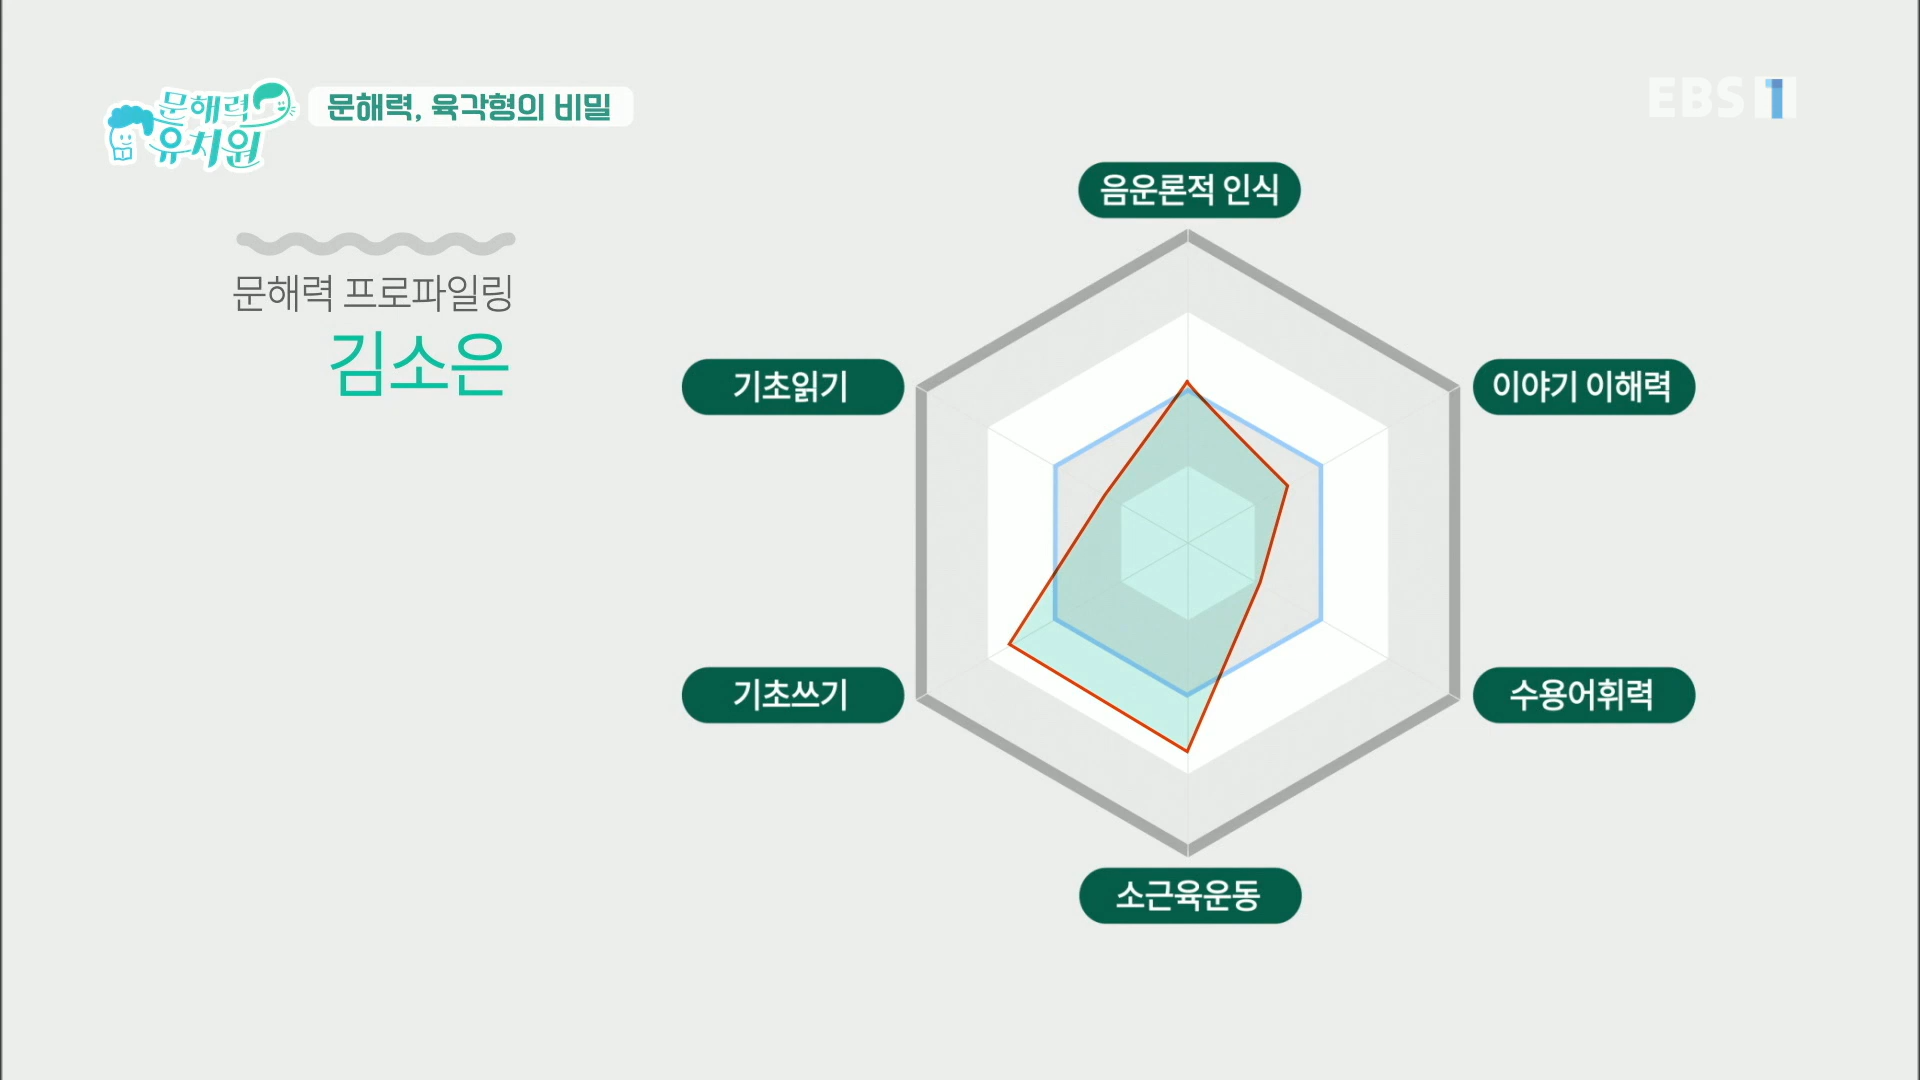 문해력
유치원
문해력, 육각형의 비밀
EBS 1
문해력 프로파일링
김소은
음운론적 인식
기초읽기
이야기 이해력
기초쓰기
수용어휘력
소근육운동